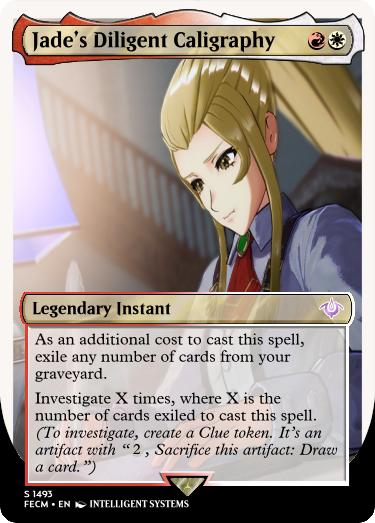 Jade's Diligent Caligraphy
Legendary Instant
As an additional cost to cast this spell,
exile any number of cards from your
graveyard.
Investigate X times, where X is the
number of cards exiled to cast this spell.
(To investigate, create a Clue token. It's an
artifact with “2 , Sacrifice this artifact: Draw
a card.”)
S 1493
FECM • EN INTELLIGENT SYSTEMS